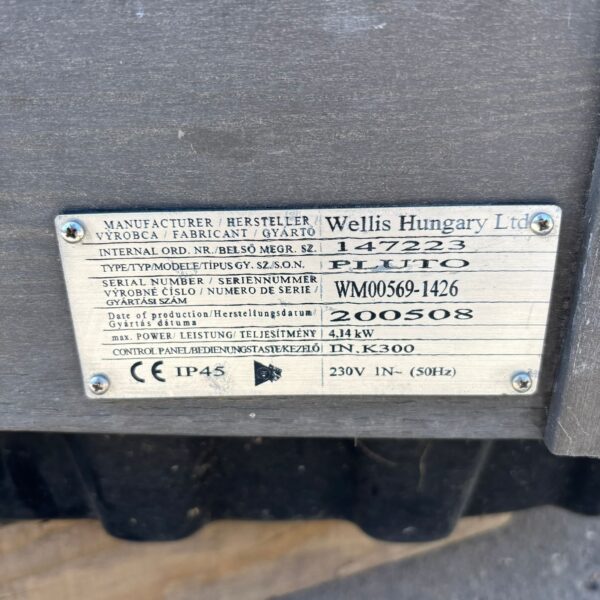 MANUFACTURER / HERSTELLER / Wellis Hungary Ltd
VÝROBCA / FABRICANT / GYÁRTÓ
INTERNAL ORD. NR./BELSŐ MEGR. SZ. 147223
TYPE/TYP/MODELE/TÍPUS GY. SZ./S.O.N. PLUTO
SERIAL NUMBER / SERIENNUMMER
VÝROBNÉ ČÍSLO / NUMERO DE SERIE / WM00569-1426
GYÁRTÁSI SZÁM
Date of production/Herstellungsdatum/ 200508
Gyártás dátuma
max. POWER/ LEISTUNG/ TELJESÍTMÉNY 4,14 kW
CONTROL PANEL/BEDIENUNGSTASTE/KEZELŐ IN.K300
CE IP45 230V 1N~ (50Hz)